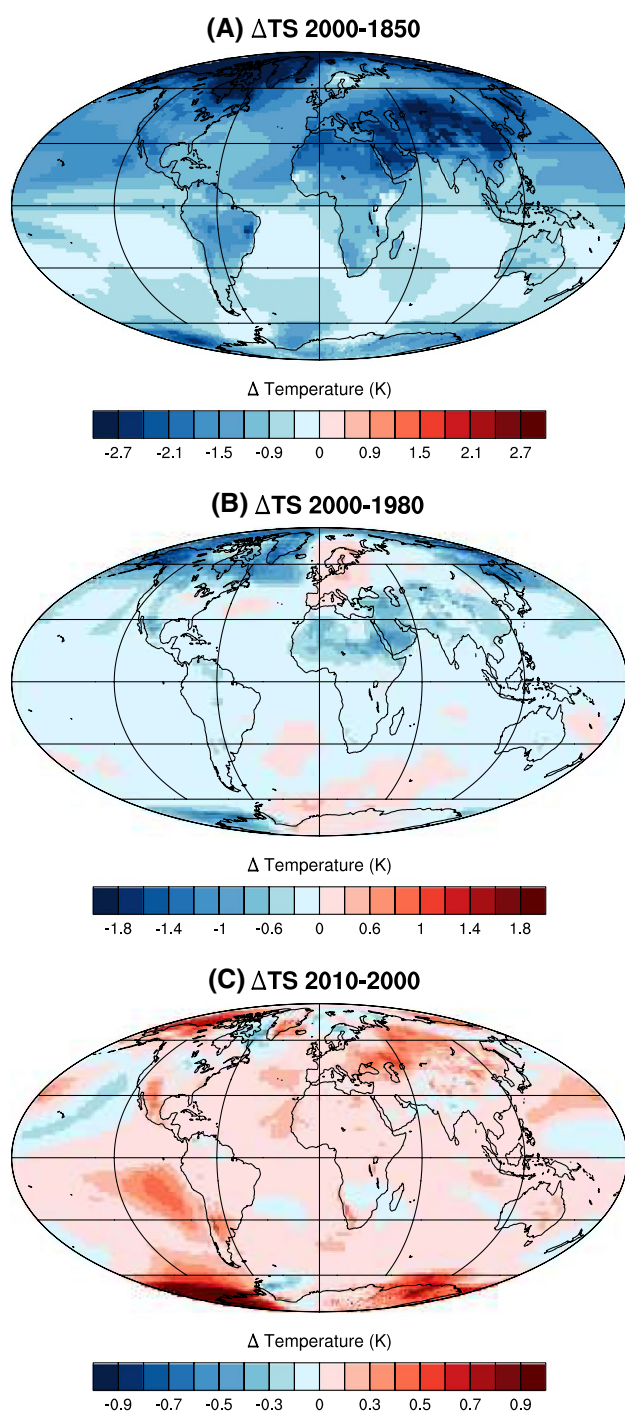 (A) ΔTS 2000-1850
Δ Temperature (K)
-2.7 -2.1 -1.5 -0.9 0 0.9 1.5 2.1 2.7
(B) ΔTS 2000-1980
Δ Temperature (K)
-1.8 -1.4 -1 -0.6 0 0.6 1 1.4 1.8
(C) ΔTS 2010-2000
Δ Temperature (K)
-0.9 -0.7 -0.5 -0.3 0 0.3 0.5 0.7 0.9